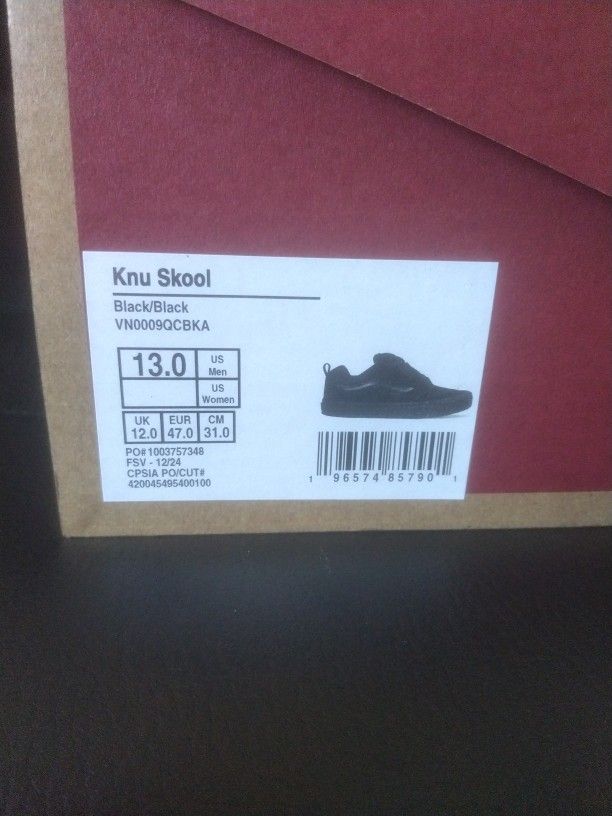 Knu Skool
Black/Black
VN0009QCBKA
13.0 US Men
US Women
UK EUR CM
12.0 47.0 31.0
PO# 1003757348
FSV - 12/24
CPSIA PO/CUT#
420045495400100
1 96574 85790 1